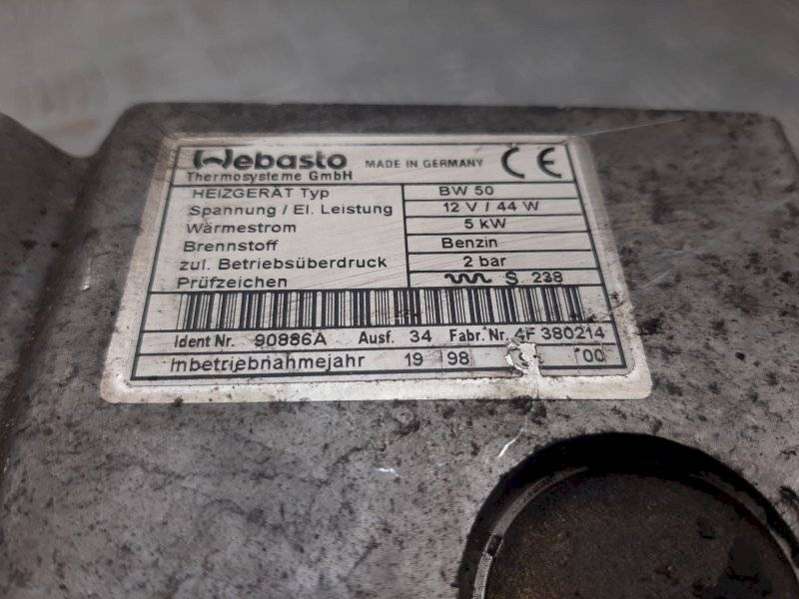 Webasto MADE IN GERMANY CE
Thermosysteme GmbH
HEIZGERÄT Typ BW 50
Spannung / El. Leistung 12 V / 44 W
Wärmestrom 5 kW
Brennstoff Benzin
zul. Betriebsüberdruck 2 bar
Prüfzeichen S 238
Ident Nr. 90886A Ausf. 34 Fabr. Nr. 4F 380214
Inbetriebnahmejahr 19 98 00